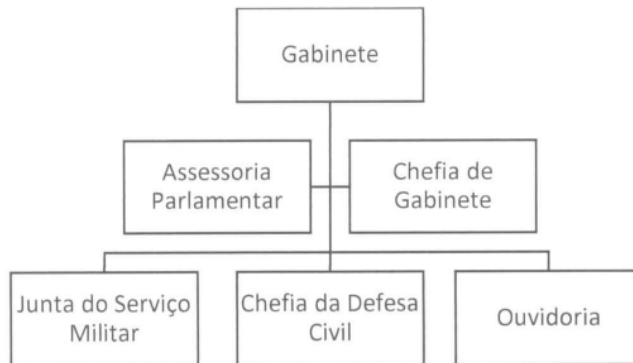 Gabinete
Assessoria
Parlamentar
Chefia de
Gabinete
Junta do Serviço
Militar
Chefia da Defesa
Civil
Ouvidoria